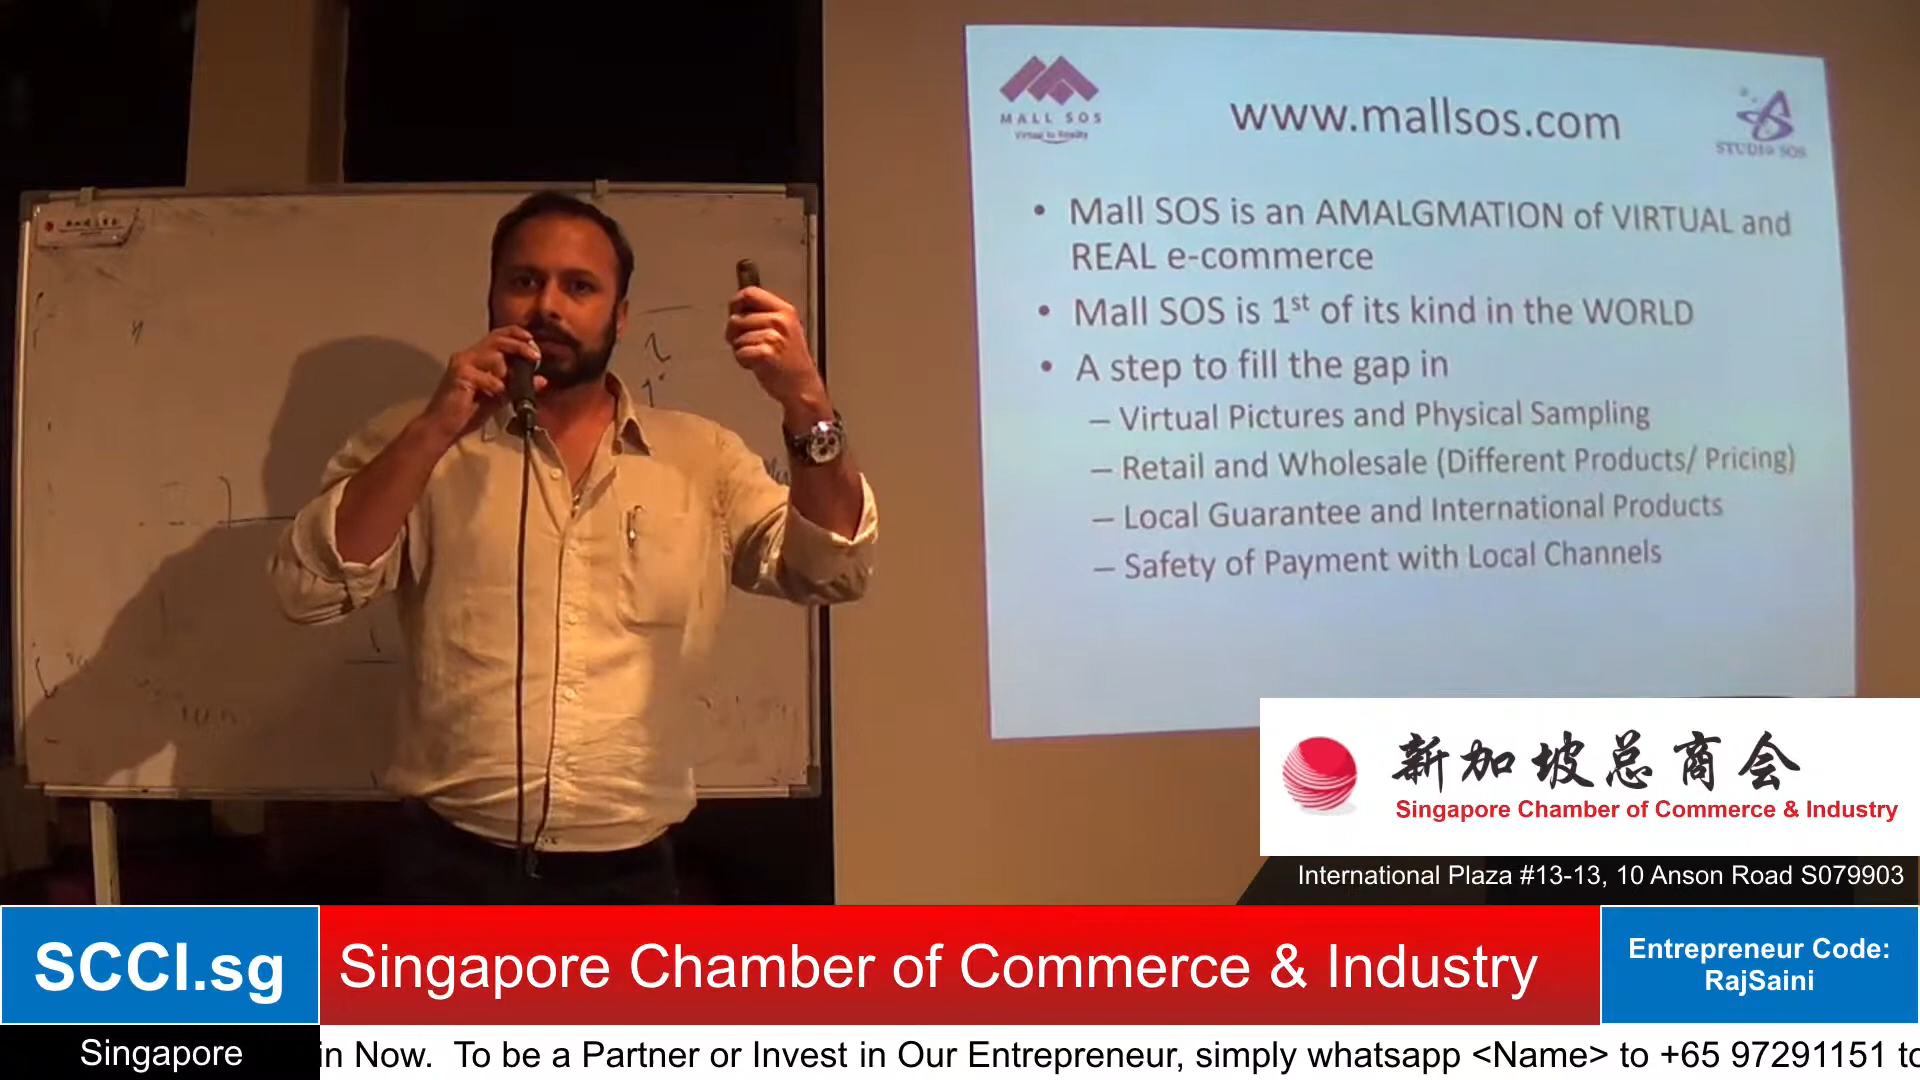 MALL SOS
Virtual to Reality
www.mallsos.com
STUDIO SOS
• Mall SOS is an AMALGMATION of VIRTUAL and
REAL e-commerce
• Mall SOS is 1st of its kind in the WORLD
• A step to fill the gap in
– Virtual Pictures and Physical Sampling
– Retail and Wholesale (Different Products/ Pricing)
– Local Guarantee and International Products
– Safety of Payment with Local Channels
新加坡总商会
Singapore Chamber of Commerce & Industry
International Plaza #13-13, 10 Anson Road S079903
SCCI.sg
Singapore Chamber of Commerce & Industry
Entrepreneur Code:
RajSaini
Singapore
in Now. To be a Partner or Invest in Our Entrepreneur, simply whatsapp <Name> to +65 97291151 to